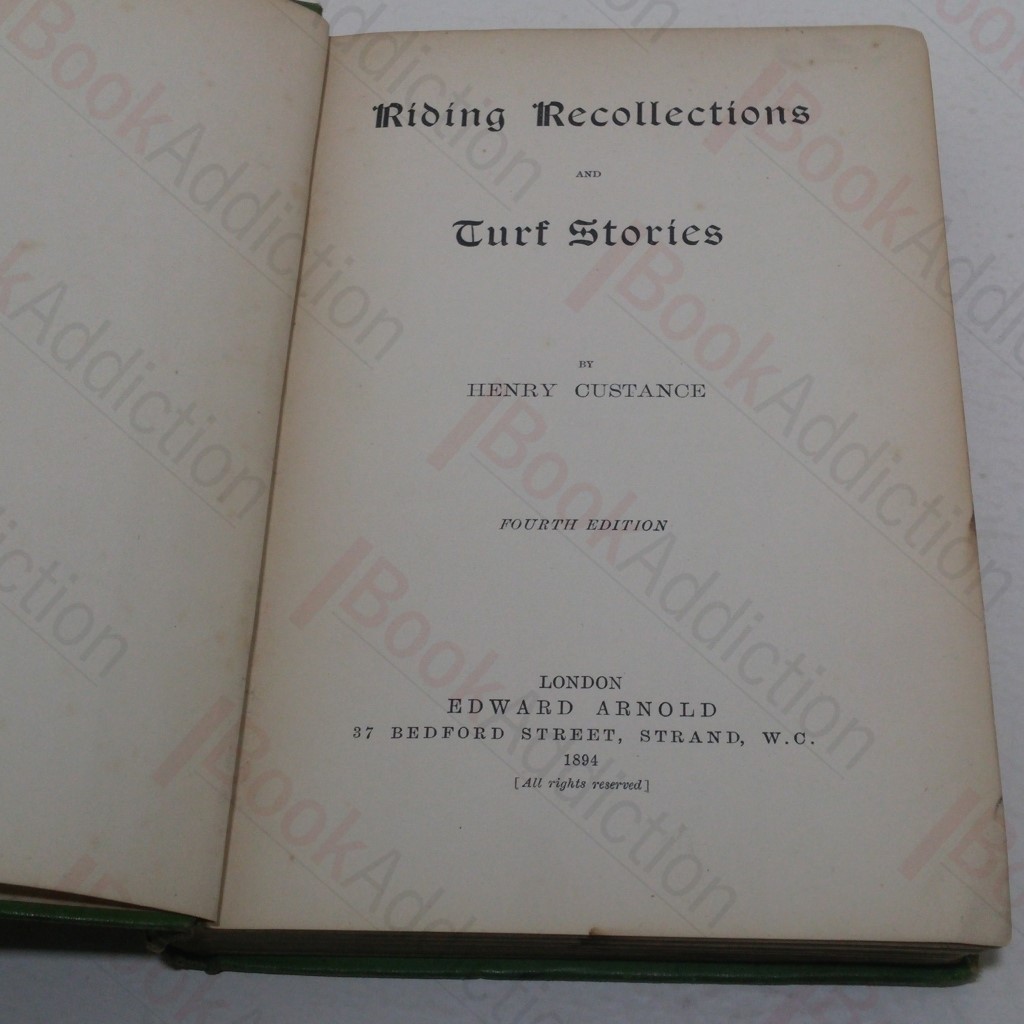 Riding Recollections
AND
Turf Stories
BY
HENRY CUSTANCE
FOURTH EDITION
LONDON
EDWARD ARNOLD
37 BEDFORD STREET, STRAND, W.C.
1894
[All rights reserved]
BookAddiction